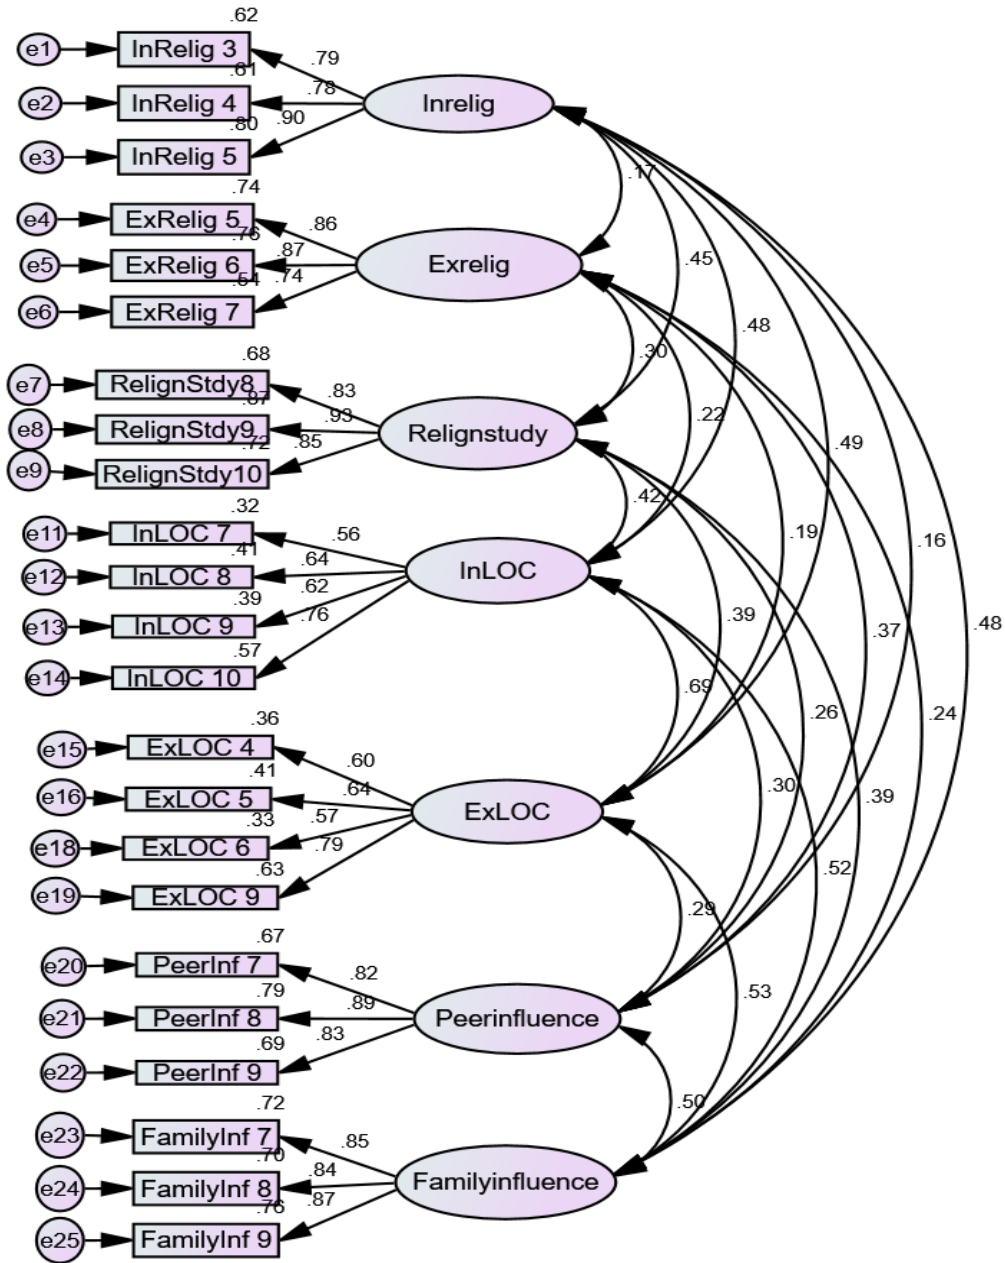 .62
e1 InRelig 3 .79
.61
e2 InRelig 4 .78 Inrelig
.80 .90
e3 InRelig 5
.17
.74
e4 ExRelig 5 .86
.76
e5 ExRelig 6 .87 Exrelig .45
.54 .74
e6 ExRelig 7
.48
.30
.68
e7 RelignStdy8 .83
.87
.22
e8 RelignStdy9 .93 Relignstudy
.72 .85 .49
e9 RelignStdy10
.42
.32
e11 InLOC 7 .56
.19 .16
.41
e12 InLOC 8 .64 InLOC
.39 .62
.76 .39
e13 InLOC 9 .37 .48
.57
e14 InLOC 10
.69
.26 .24
.36
e15 ExLOC 4 .60
.41
.30
e16 ExLOC 5 .64 .39
.33 .57 ExLOC
e18 ExLOC 6 .79
.52
.63
e19 ExLOC 9
.29
.67
e20 PeerInf 7 .82
.79
.53
e21 PeerInf 8 .89 Peerinfluence
.69 .83
e22 PeerInf 9
.50
.72
e23 FamilyInf 7 .85
.70
.84
e24 FamilyInf 8 Familyinfluence
.76 .87
e25 FamilyInf 9